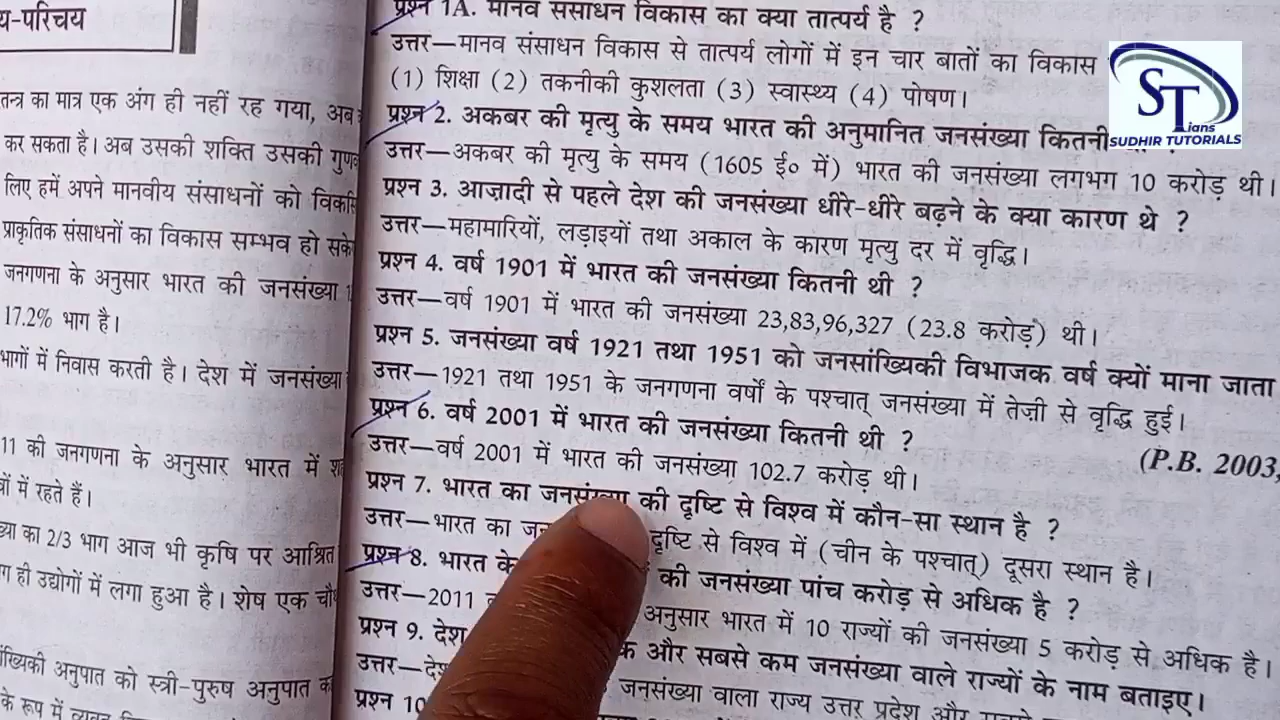 य-परिचय
तन्त्र का मात्र एक अंग ही नहीं रह गया, अब
कर सकता है। अब उसकी शक्ति उसकी
लिए हमें अपने मानवीय संसाधनों को
प्राकृतिक संसाधनों का विकास सम्भव हो सके
जनगणना के अनुसार भारत की जनसंख्या
17.2% भाग है।
भागों में निवास करती है। देश में जनसंख्या
11 की जनगणना के अनुसार भारत में
में रहते हैं।
का 2/3 भाग आज भी कृषि पर आश्रित
ही उद्योगों में लगा हुआ है। शेष एक
अनुपात को स्त्री-पुरुष अनुपात
के रूप में व्यक्त
प्रश्न 1A. मानव संसाधन विकास का क्या तात्पर्य है ?
उत्तर—मानव संसाधन विकास से तात्पर्य लोगों में इन चार बातों का विकास
(1) शिक्षा (2) तकनीकी कुशलता (3) स्वास्थ्य (4) पोषण।
प्रश्न 2. अकबर की मृत्यु के समय भारत की अनुमानित जनसंख्या कितनी
उत्तर—अकबर की मृत्यु के समय (1605 ई० में) भारत की जनसंख्या लगभग 10 करोड़ थी।
प्रश्न 3. आज़ादी से पहले देश की जनसंख्या धीरे-धीरे बढ़ने के क्या कारण थे ?
उत्तर—महामारियों, लड़ाइयों तथा अकाल के कारण मृत्यु दर में वृद्धि।
प्रश्न 4. वर्ष 1901 में भारत की जनसंख्या कितनी थी ?
उत्तर—वर्ष 1901 में भारत की जनसंख्या 23,83,96,327 (23.8 करोड़) थी।
प्रश्न 5. जनसंख्या वर्ष 1921 तथा 1951 को जनसांख्यिकी विभाजक वर्ष क्यों माना जाता
उत्तर—1921 तथा 1951 के जनगणना वर्षों के पश्चात् जनसंख्या में तेज़ी से वृद्धि हुई।
प्रश्न 6. वर्ष 2001 में भारत की जनसंख्या कितनी थी ?
(P.B. 2003,
उत्तर—वर्ष 2001 में भारत की जनसंख्या 102.7 करोड़ थी।
प्रश्न 7. भारत का जनसंख्या की दृष्टि से विश्व में कौन-सा स्थान है ?
उत्तर—भारत का दृष्टि से विश्व में (चीन के पश्चात्) दूसरा स्थान है।
प्रश्न 8. भारत के की जनसंख्या पांच करोड़ से अधिक है ?
उत्तर—2011 अनुसार भारत में 10 राज्यों की जनसंख्या 5 करोड़ से अधिक है।
प्रश्न 9. देश और सबसे कम जनसंख्या वाले राज्यों के नाम बताइए।
उत्तर— जनसंख्या वाला राज्य उत्तर प्रदेश और
प्रश्न 10
ST
ians
SUDHIR TUTORIALS